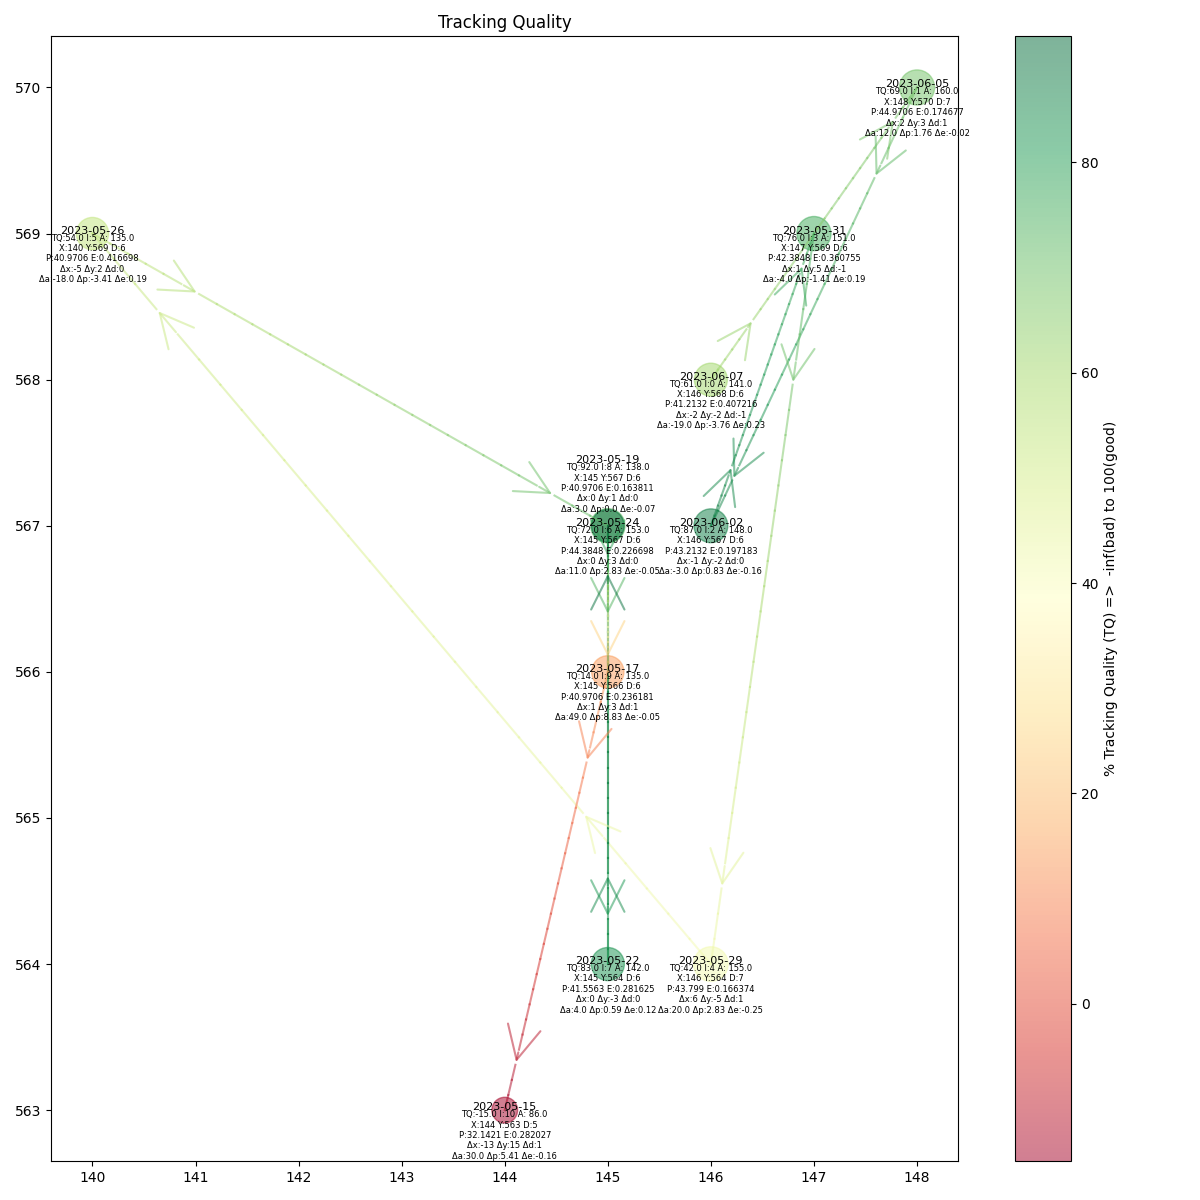 Tracking Quality
570
569
568
567
566
565
564
563
140
141
142
143
144
145
146
147
148
2023-06-05
TQ:69.0 I:1 A: 160.0
X:148 Y:570 D:7
P:44.9706 E:0.174677
Δx:2 Δy:3 Δd:1
Δa:12.0 Δp:1.76 Δe:-0.02
2023-05-26
TQ:54.0 I:5 A: 135.0
X:140 Y:569 D:6
P:40.9706 E:0.416698
Δx:-5 Δy:2 Δd:0
Δa:-18.0 Δp:-3.41 Δe:0.19
2023-05-31
TQ:76.0 I:3 A: 151.0
X:147 Y:569 D:6
P:42.3848 E:0.360755
Δx:1 Δy:5 Δd:-1
Δa:-4.0 Δp:-1.41 Δe:0.19
2023-06-07
TQ:61.0 I:0 A: 141.0
X:146 Y:568 D:6
P:41.2132 E:0.407216
Δx:-2 Δy:-2 Δd:-1
Δa:-19.0 Δp:-3.76 Δe:0.23
2023-05-19
TQ:92.0 I:8 A: 138.0
X:145 Y:567 D:6
P:40.9706 E:0.163811
Δx:0 Δy:1 Δd:0
Δa:3.0 Δp:0.0 Δe:-0.07
2023-05-24
TQ:72.0 I:6 A: 153.0
X:145 Y:567 D:6
P:44.3848 E:0.226698
Δx:0 Δy:3 Δd:0
Δa:11.0 Δp:2.83 Δe:-0.05
2023-06-02
TQ:87.0 I:2 A: 148.0
X:146 Y:567 D:6
P:43.2132 E:0.197183
Δx:-1 Δy:-2 Δd:0
Δa:-3.0 Δp:0.83 Δe:-0.16
2023-05-17
TQ:14.0 I:9 A: 135.0
X:145 Y:566 D:6
P:40.9706 E:0.236181
Δx:1 Δy:3 Δd:1
Δa:49.0 Δp:8.83 Δe:-0.05
2023-05-22
TQ:83.0 I:7 A: 142.0
X:145 Y:564 D:6
P:41.5563 E:0.281625
Δx:0 Δy:-3 Δd:0
Δa:4.0 Δp:0.59 Δe:0.12
2023-05-29
TQ:42.0 I:4 A: 155.0
X:146 Y:564 D:7
P:43.799 E:0.166374
Δx:6 Δy:-5 Δd:1
Δa:20.0 Δp:2.83 Δe:-0.25
2023-05-15
TQ:-15.0 I:10 A: 86.0
X:144 Y:563 D:5
P:32.1421 E:0.282027
Δx:-13 Δy:15 Δd:1
Δa:30.0 Δp:5.41 Δe:-0.16
80
60
40
20
0
% Tracking Quality (TQ) =>  -inf(bad) to 100(good)